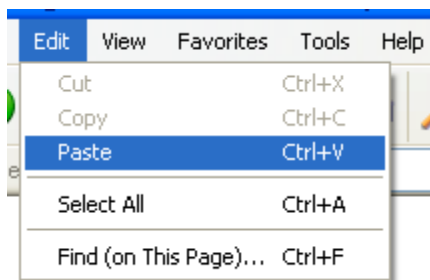 Edit View Favorites Tools Help
Cut Ctrl+X
Copy Ctrl+C
Paste Ctrl+V
Select All Ctrl+A
Find (on This Page)... Ctrl+F